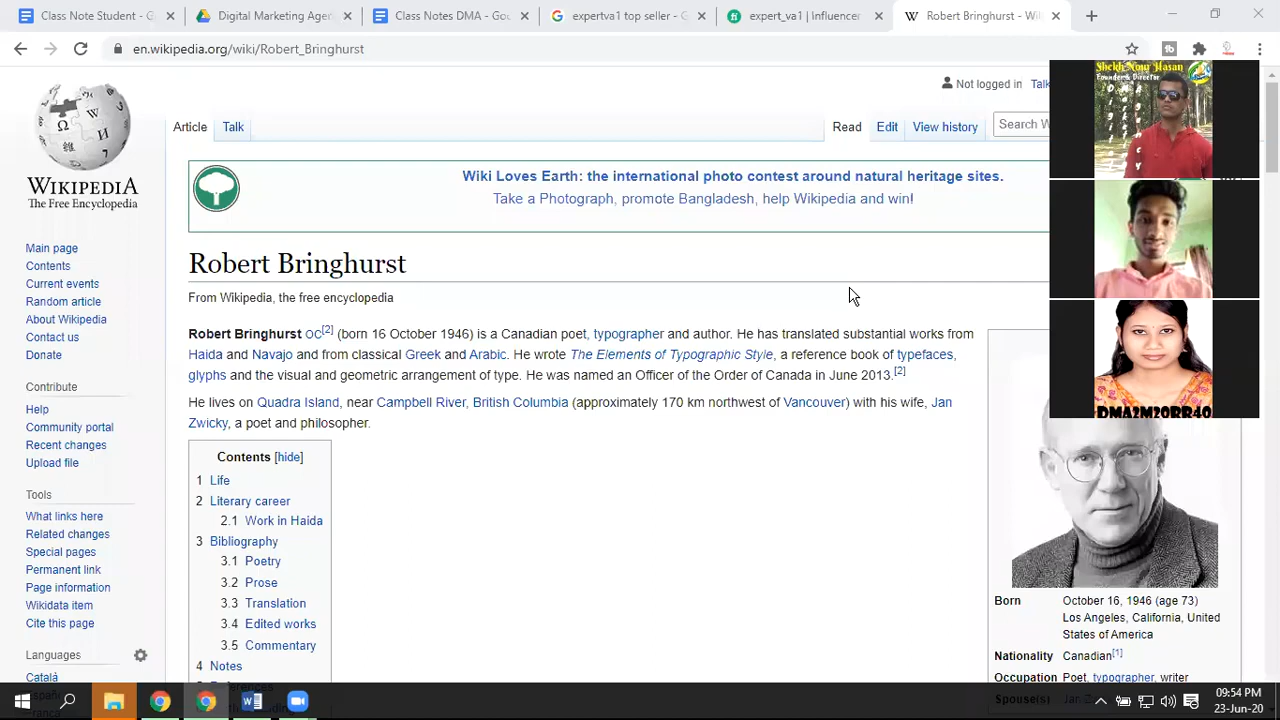 Class Note Student - G
Digital Marketing Agen
Class Notes DMA - Goo
expertva1 top seller - G
expert_va1 | Influencer
Robert Bringhurst - Wik
en.wikipedia.org/wiki/Robert_Bringhurst
Not logged in Talk
Article Talk Read Edit View history Search W
WIKIPEDIA
The Free Encyclopedia
Wiki Loves Earth: the international photo contest around natural heritage sites.
Take a Photograph, promote Bangladesh, help Wikipedia and win!
Main page
Contents
Current events
Random article
About Wikipedia
Contact us
Donate
Contribute
Help
Community portal
Recent changes
Upload file
Tools
What links here
Related changes
Special pages
Permanent link
Page information
Wikidata item
Cite this page
Languages
Català
Robert Bringhurst
From Wikipedia, the free encyclopedia
Robert Bringhurst OC[2] (born 16 October 1946) is a Canadian poet, typographer and author. He has translated substantial works from
Haida and Navajo and from classical Greek and Arabic. He wrote The Elements of Typographic Style, a reference book of typefaces,
glyphs and the visual and geometric arrangement of type. He was named an Officer of the Order of Canada in June 2013.[2]
He lives on Quadra Island, near Campbell River, British Columbia (approximately 170 km northwest of Vancouver) with his wife, Jan
Zwicky, a poet and philosopher.
Contents [hide]
1 Life
2 Literary career
2.1 Work in Haida
3 Bibliography
3.1 Poetry
3.2 Prose
3.3 Translation
3.4 Edited works
3.5 Commentary
4 Notes
Shekh Nour Hasan
Founder & Director
DMA2M20RR40
Born October 16, 1946 (age 73)
Los Angeles, California, United
States of America
Nationality Canadian[1]
Occupation Poet, typographer, writer
Spouse(s)
09:54 PM
23-Jun-20